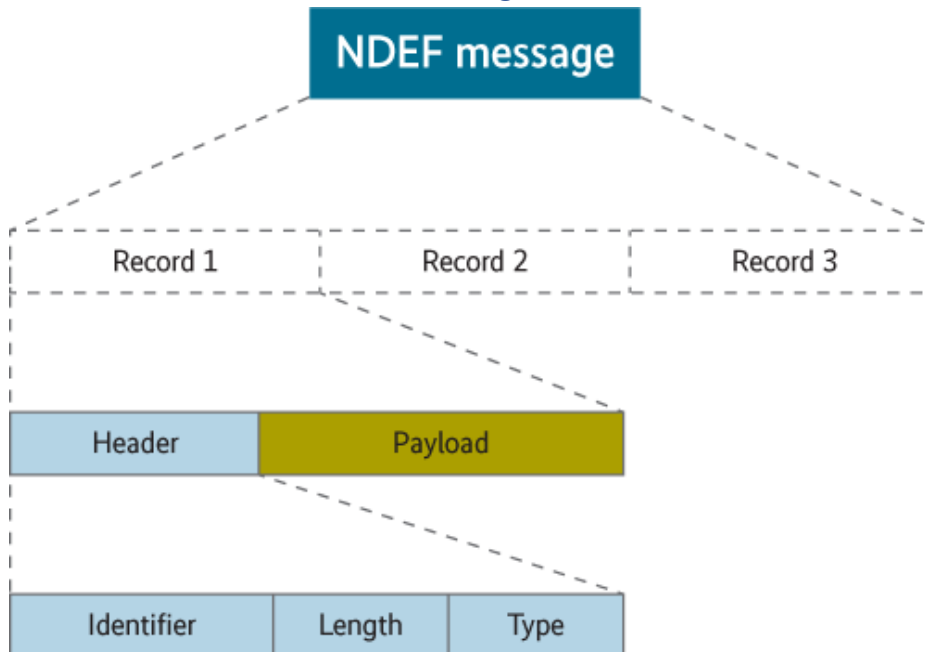 NDEF message
Record 1 Record 2 Record 3
Header Payload
Identifier Length Type